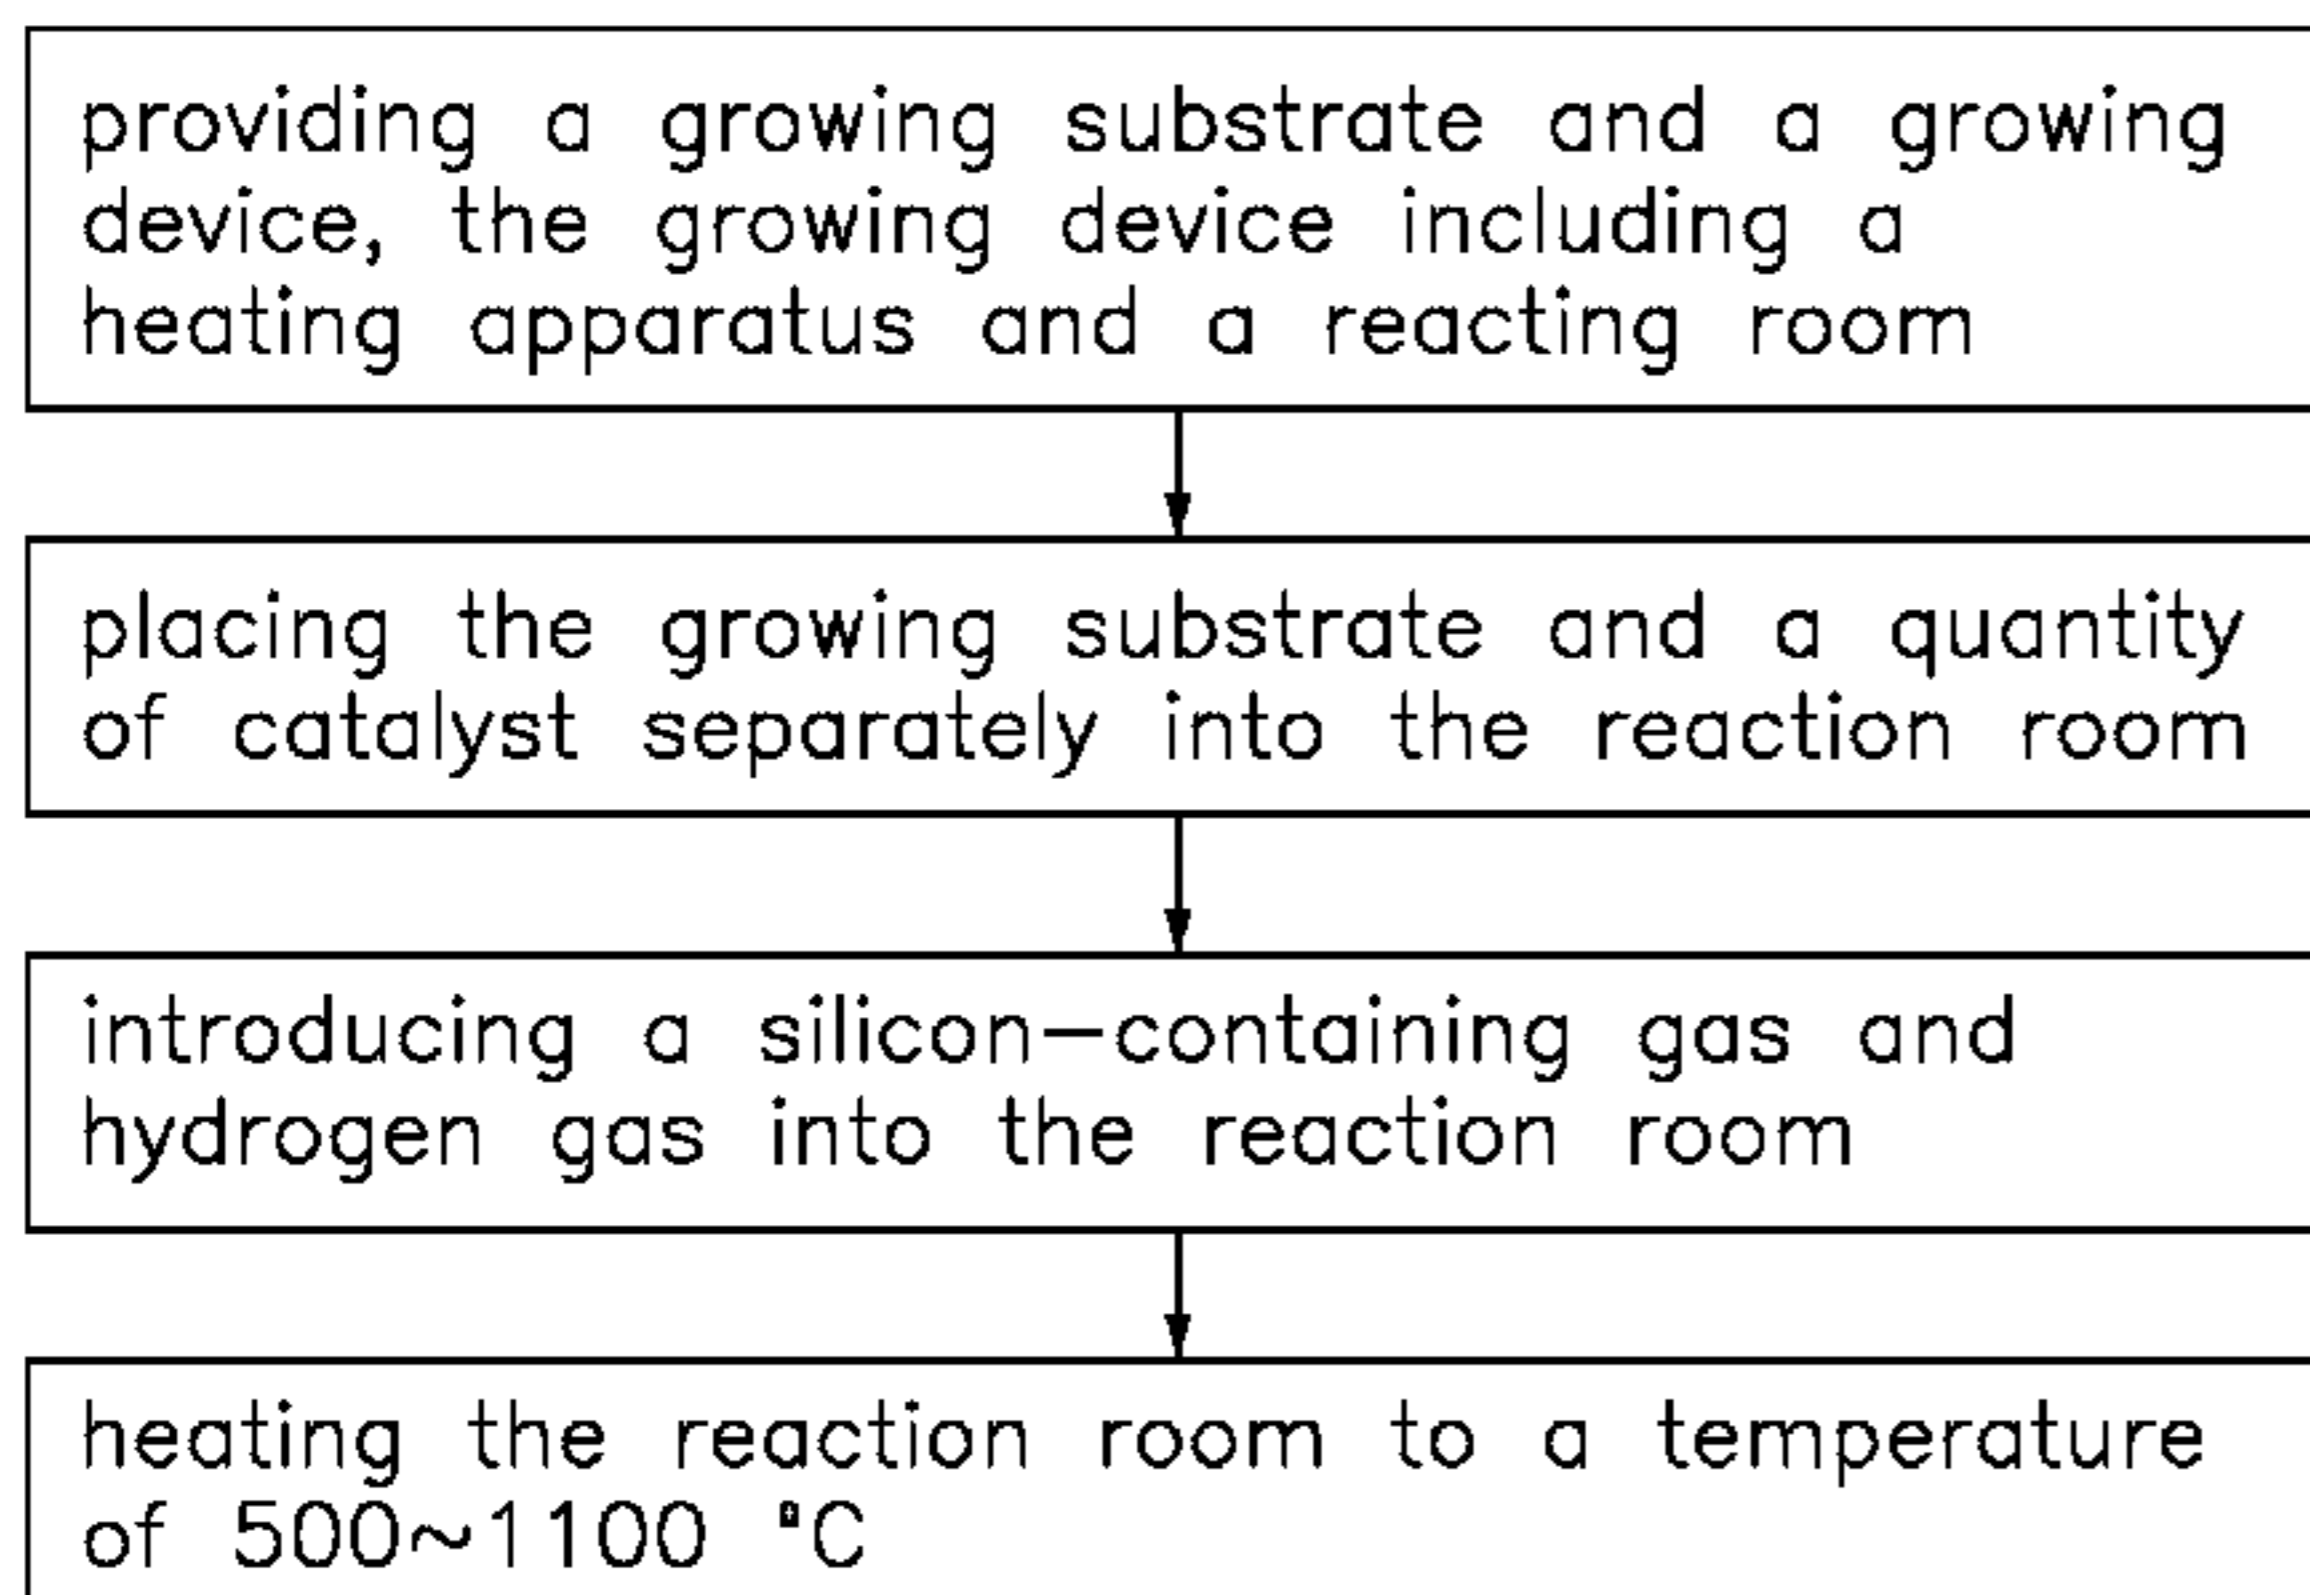 providing a growing substrate and a growing
device, the growing device including a
heating apparatus and a reacting room
placing the growing substrate and a quantity
of catalyst separately into the reaction room
introducing a silicon-containing gas and
hydrogen gas into the reaction room
heating the reaction room to a temperature
of 500~1100 °C